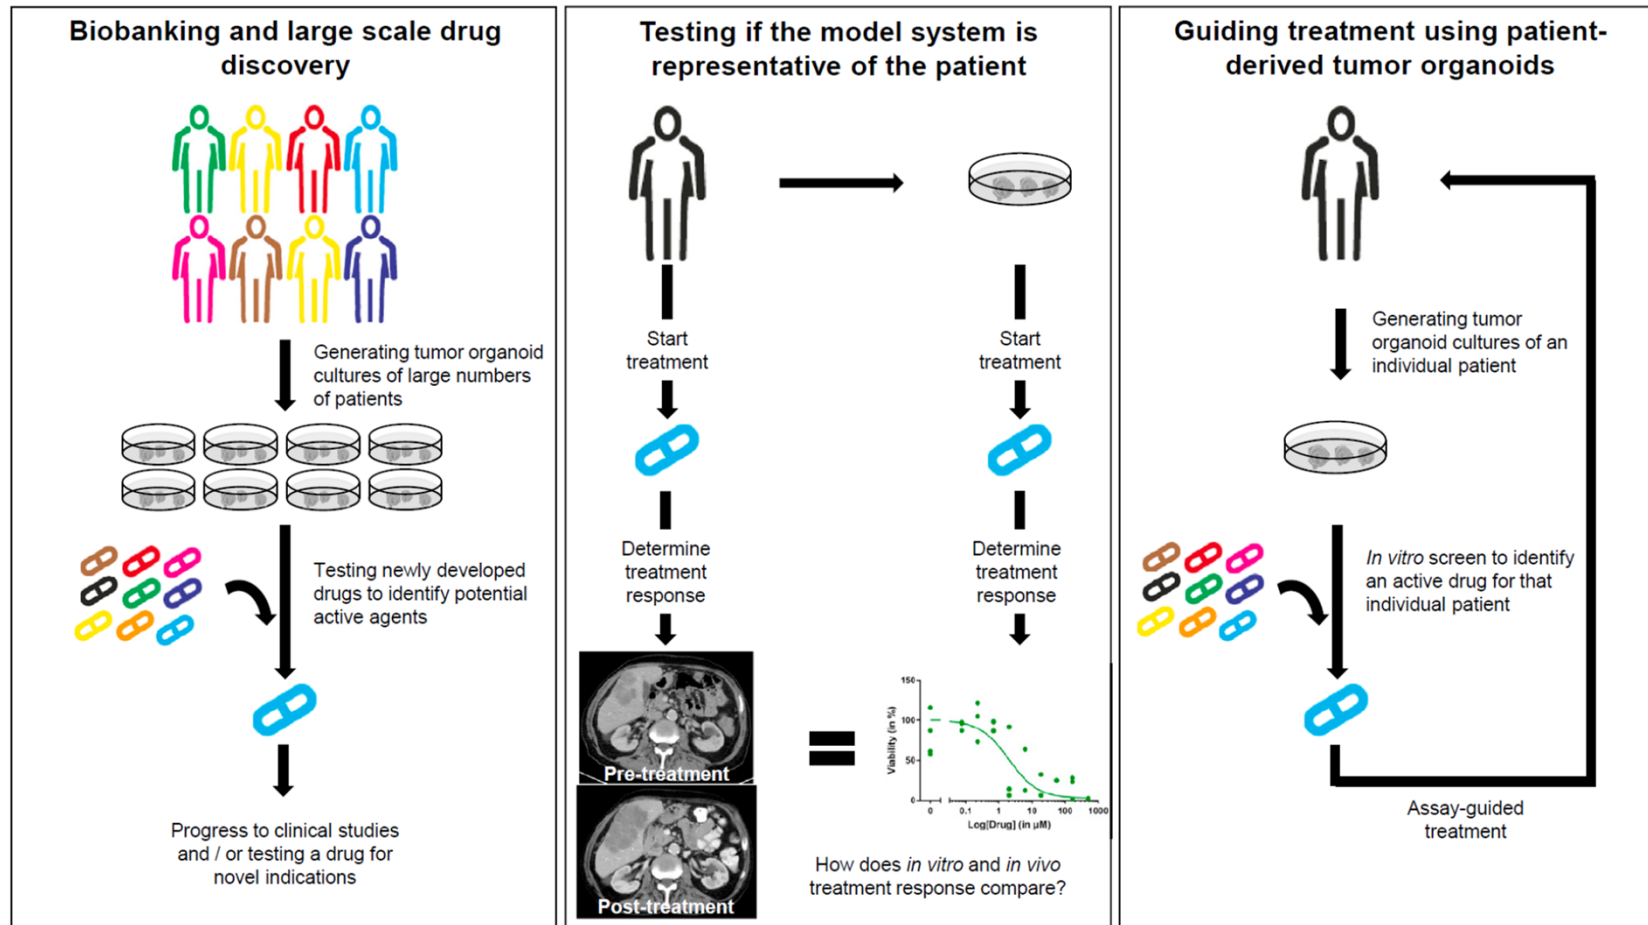 Biobanking and large scale drug
discovery
Generating tumor organoid
cultures of large numbers
of patients
Testing newly developed
drugs to identify potential
active agents
Progress to clinical studies
and / or testing a drug for
novel indications
Testing if the model system is
representative of the patient
Start
treatment
Start
treatment
Determine
treatment
response
Determine
treatment
response
Pre-treatment
Post-treatment
Viability (in %)
150
100
50
0
0
0.1
1
10
100
1000
Log[Drug] (in µM)
How does in vitro and in vivo
treatment response compare?
Guiding treatment using patient-
derived tumor organoids
Generating tumor
organoid cultures of an
individual patient
In vitro screen to identify
an active drug for that
individual patient
Assay-guided
treatment